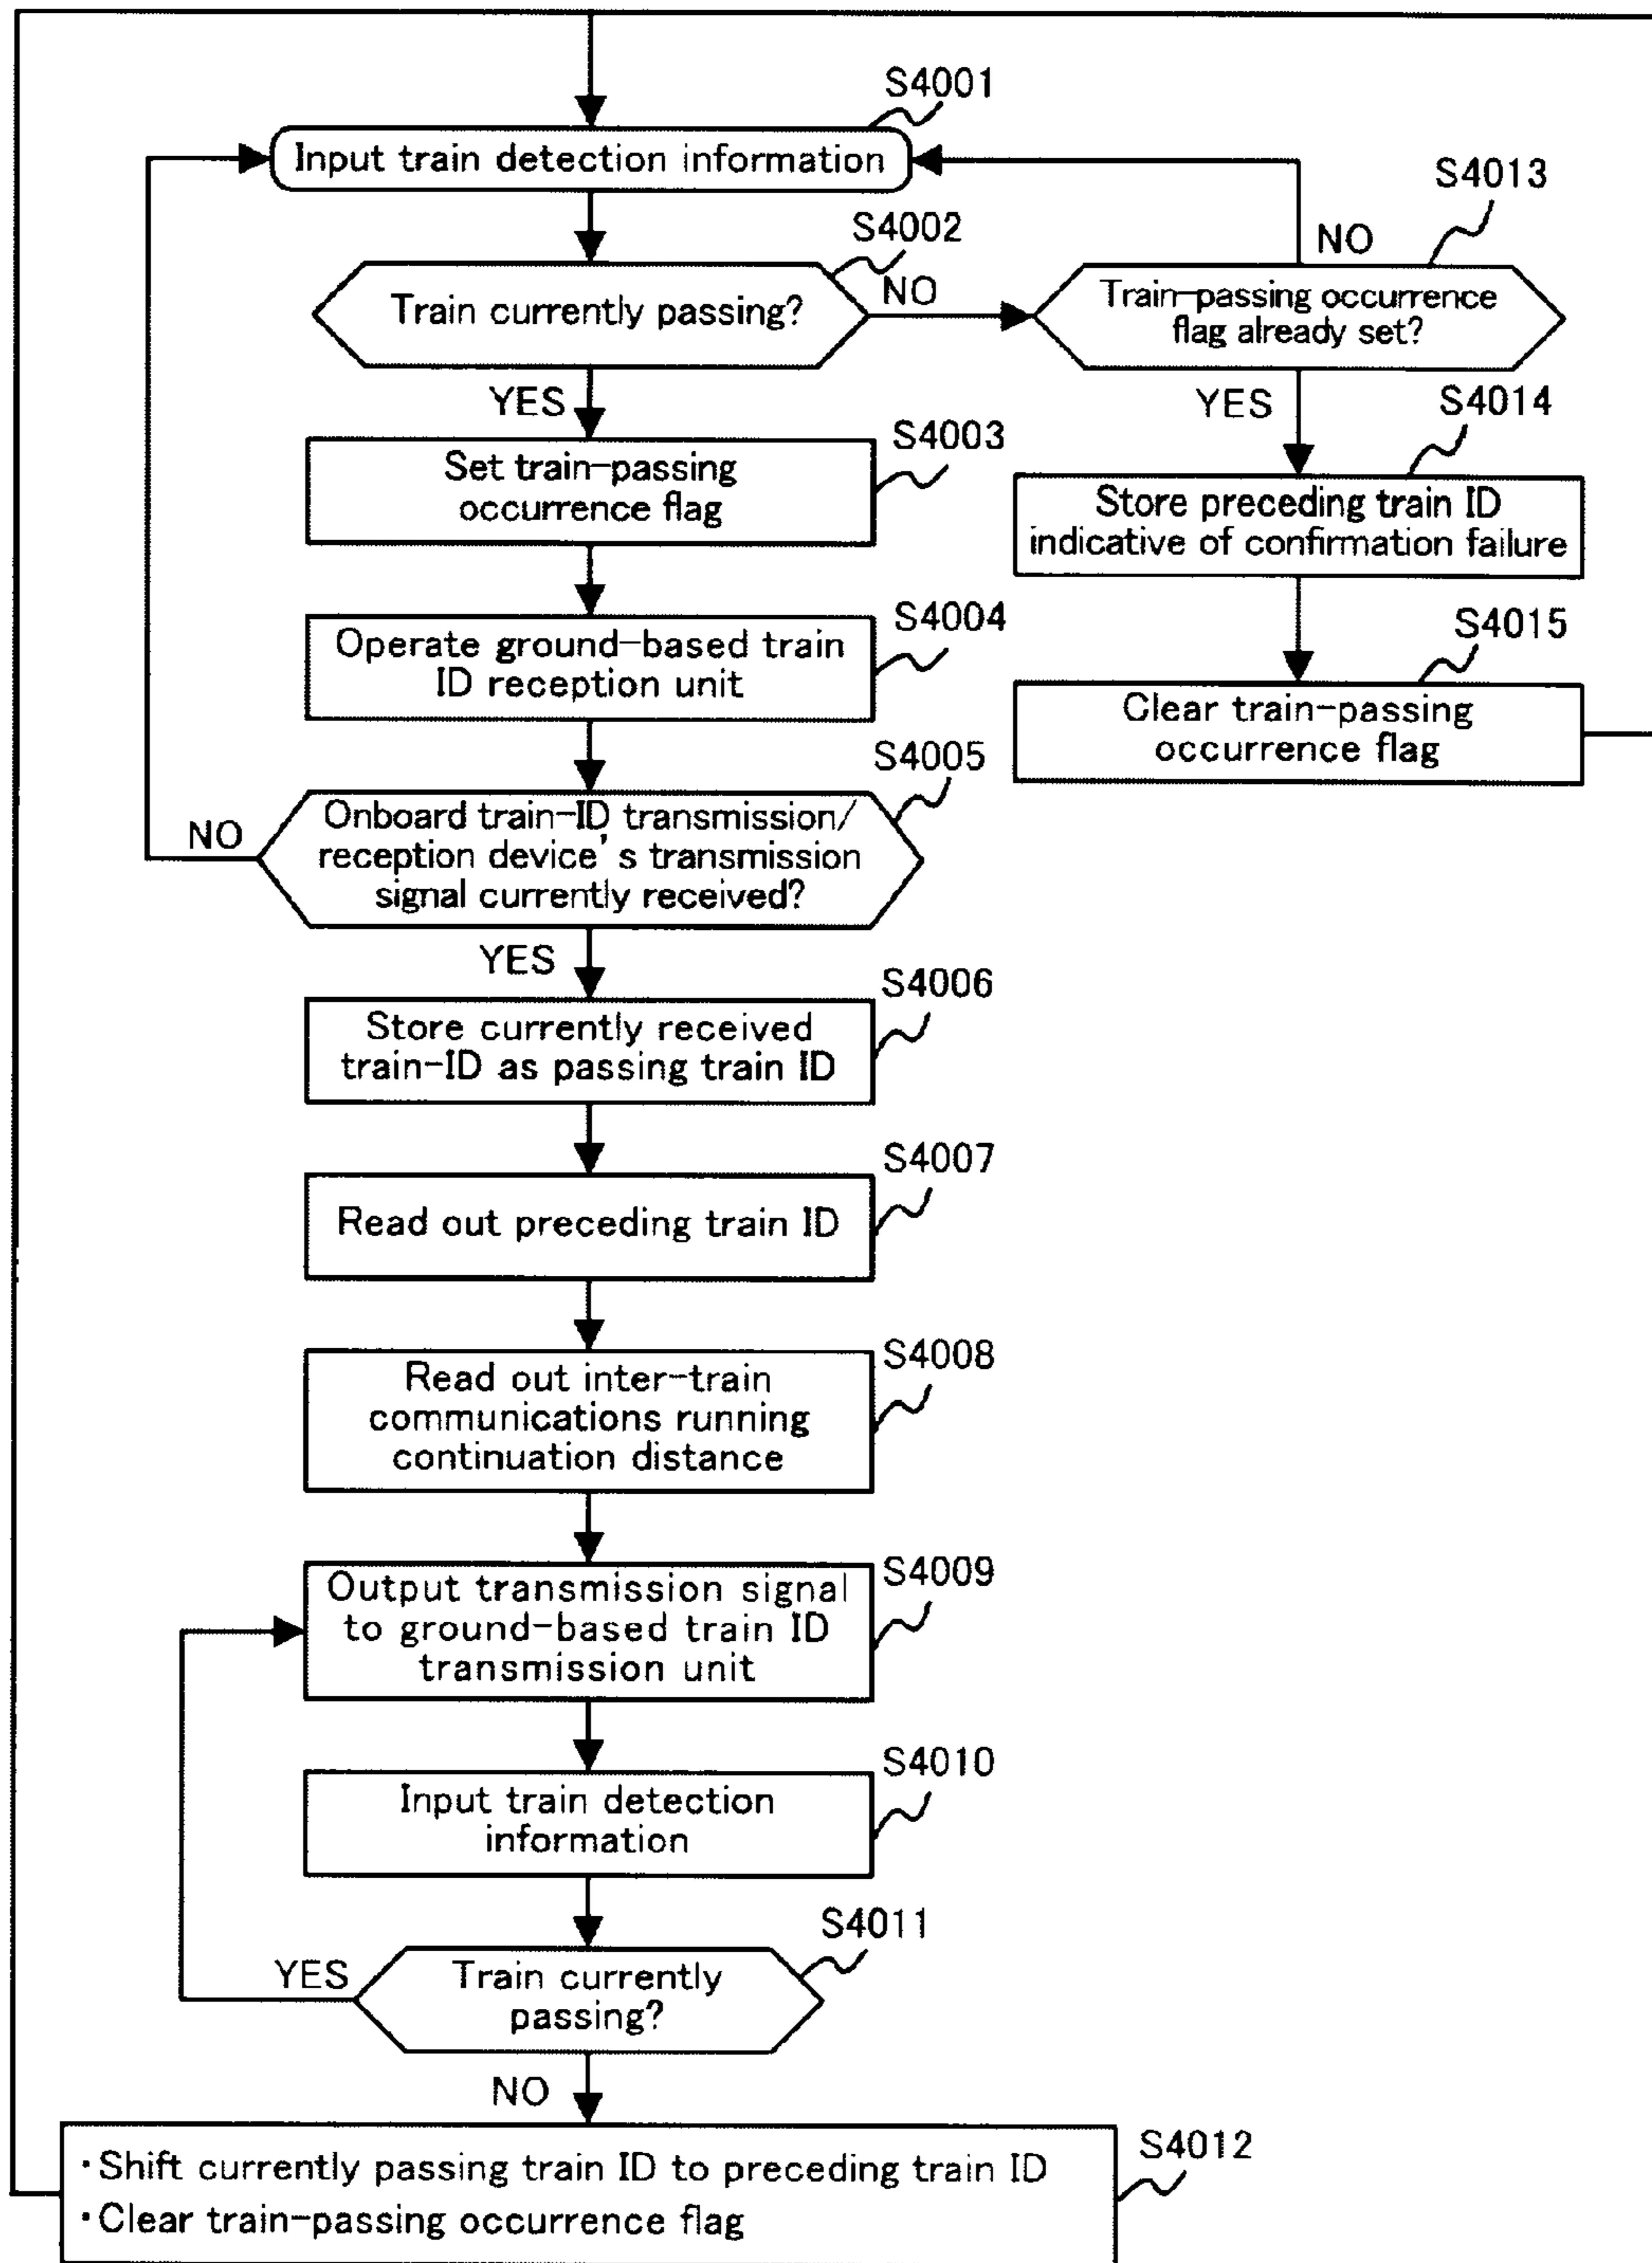 S4001
Input train detection information
S4002
Train currently passing?
NO
YES
S4013
NO
Train-passing occurrence
flag already set?
YES
S4003
Set train-passing
occurrence flag
S4014
Store preceding train ID
indicative of confirmation failure
S4004
Operate ground-based train
ID reception unit
S4015
Clear train-passing
occurrence flag
S4005
Onboard train-ID transmission/
reception device's transmission
signal currently received?
NO
YES
S4006
Store currently received
train-ID as passing train ID
S4007
Read out preceding train ID
S4008
Read out inter-train
communications running
continuation distance
S4009
Output transmission signal
to ground-based train ID
transmission unit
S4010
Input train detection
information
S4011
Train currently
passing?
YES
NO
S4012
・Shift currently passing train ID to preceding train ID
・Clear train-passing occurrence flag